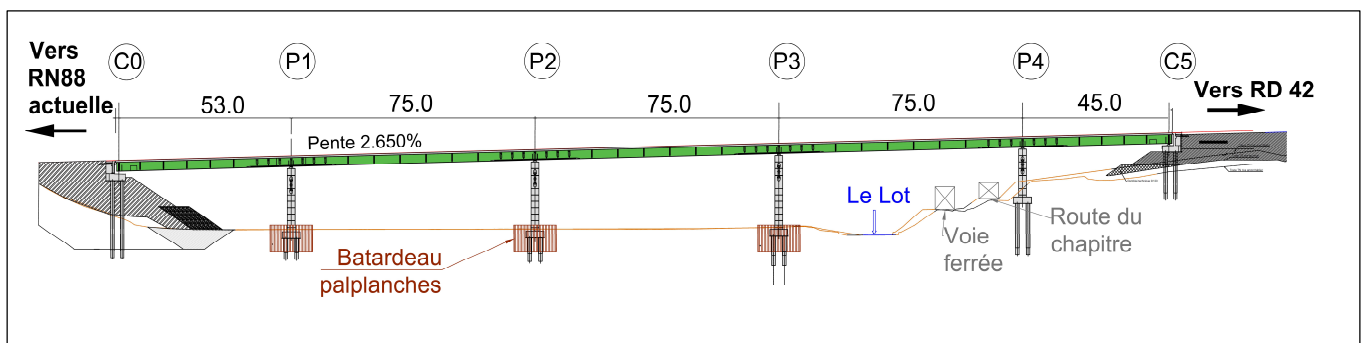 Vers
RN88
actuelle
C0
P1
P2
P3
P4
C5
Vers RD 42
53.0
75.0
75.0
75.0
45.0
Pente 2.650%
Le Lot
Voie
ferrée
Route du
chapitre
Batardeau
palplanches